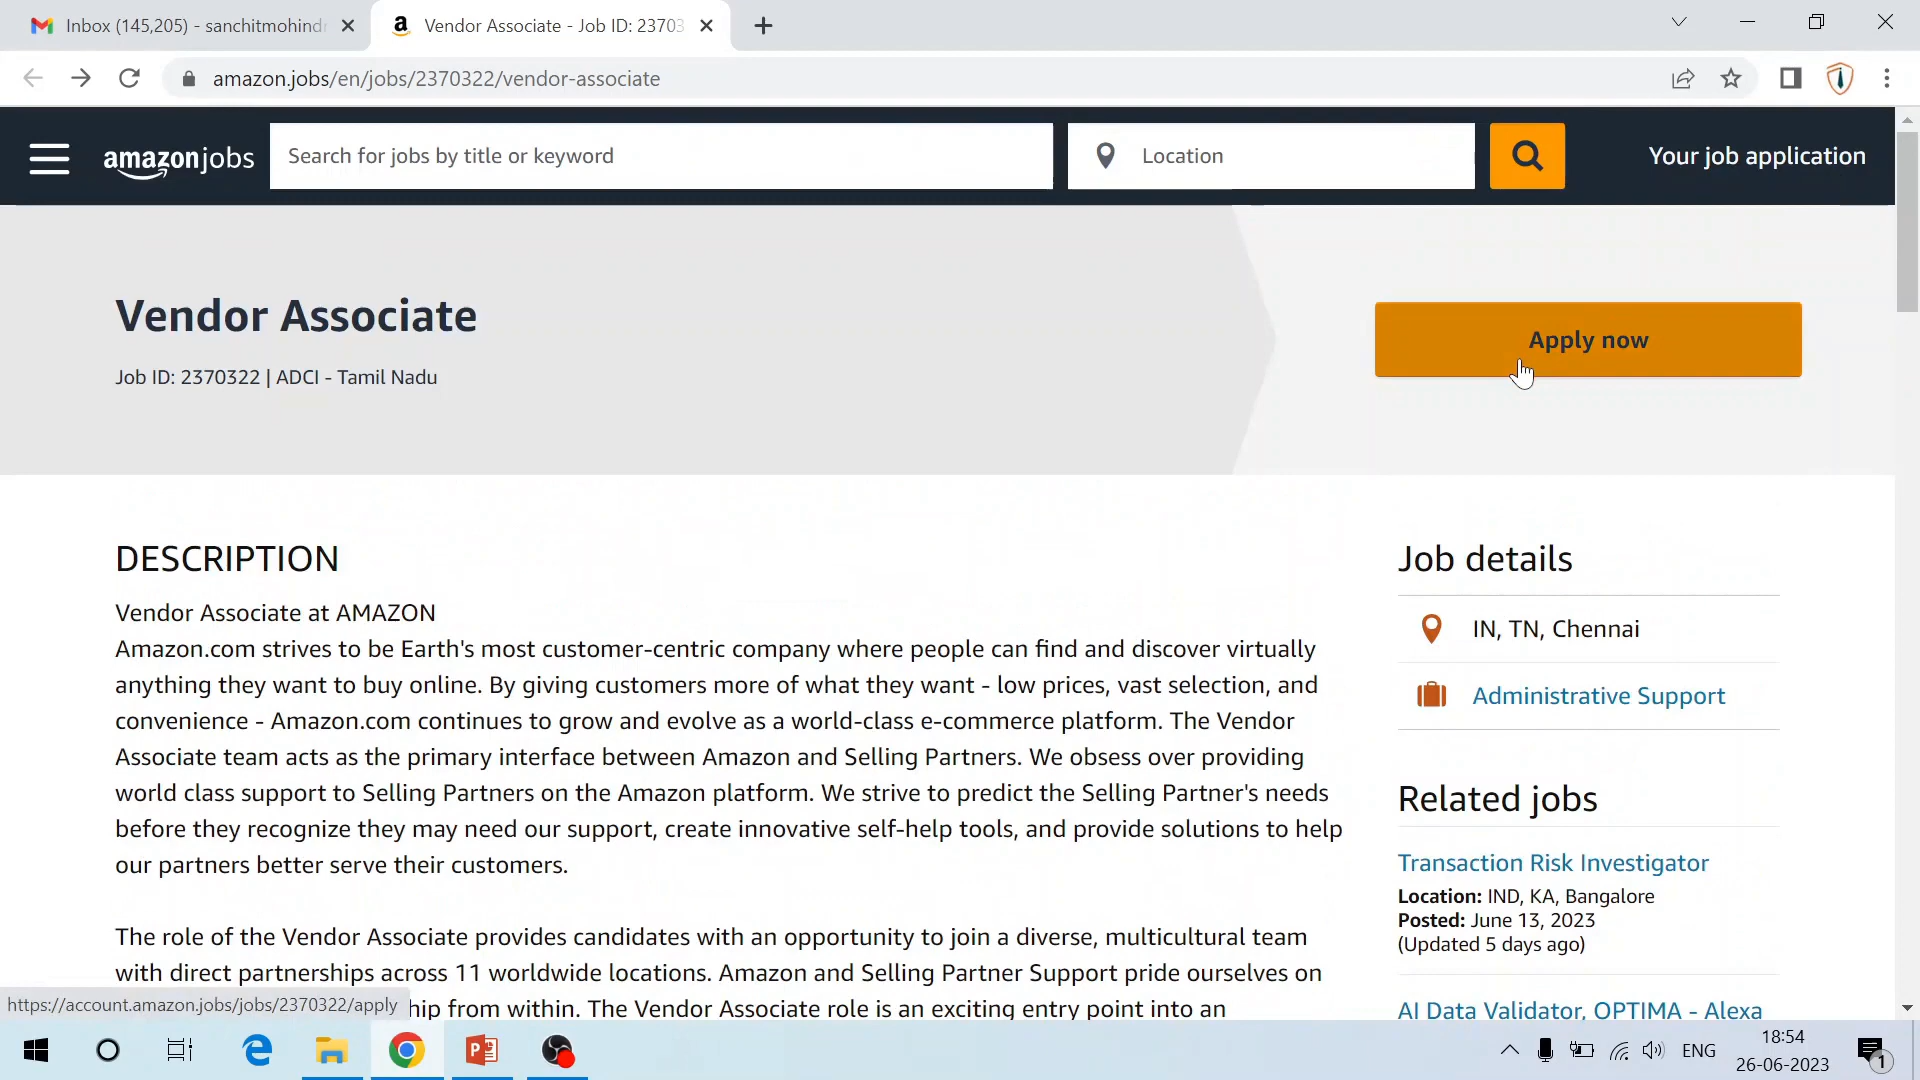 Inbox (145,205) - sanchitmohindr
Vendor Associate - Job ID: 23703
amazon.jobs/en/jobs/2370322/vendor-associate
amazon jobs
Search for jobs by title or keyword
Location
Your job application
Vendor Associate
Job ID: 2370322 | ADCI - Tamil Nadu
Apply now
DESCRIPTION
Vendor Associate at AMAZON
Amazon.com strives to be Earth's most customer-centric company where people can find and discover virtually
anything they want to buy online. By giving customers more of what they want - low prices, vast selection, and
convenience - Amazon.com continues to grow and evolve as a world-class e-commerce platform. The Vendor
Associate team acts as the primary interface between Amazon and Selling Partners. We obsess over providing
world class support to Selling Partners on the Amazon platform. We strive to predict the Selling Partner's needs
before they recognize they may need our support, create innovative self-help tools, and provide solutions to help
our partners better serve their customers.
The role of the Vendor Associate provides candidates with an opportunity to join a diverse, multicultural team
with direct partnerships across 11 worldwide locations. Amazon and Selling Partner Support pride ourselves on
hip from within. The Vendor Associate role is an exciting entry point into an
Job details
IN, TN, Chennai
Administrative Support
Related jobs
Transaction Risk Investigator
Location: IND, KA, Bangalore
Posted: June 13, 2023
(Updated 5 days ago)
AI Data Validator, OPTIMA - Alexa
https://account.amazon.jobs/jobs/2370322/apply
ENG
18:54
26-06-2023
1